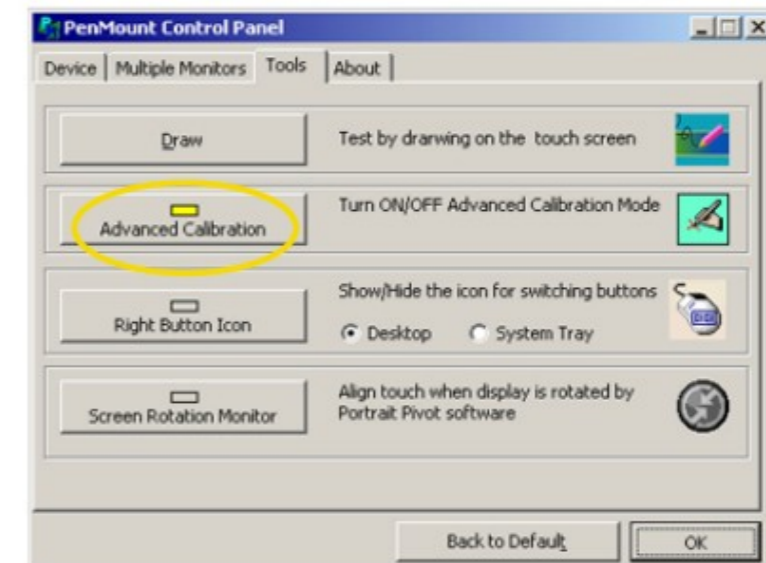 PenMount Control Panel
Device
Multiple Monitors
Tools
About
Draw
Test by drarwing on the touch screen
Advanced Calibration
Turn ON/OFF Advanced Calibration Mode
Right Button Icon
Show/Hide the icon for switching buttons
Desktop
System Tray
Screen Rotation Monitor
Align touch when display is rotated by
Portrait Pivot software
Back to Default
OK